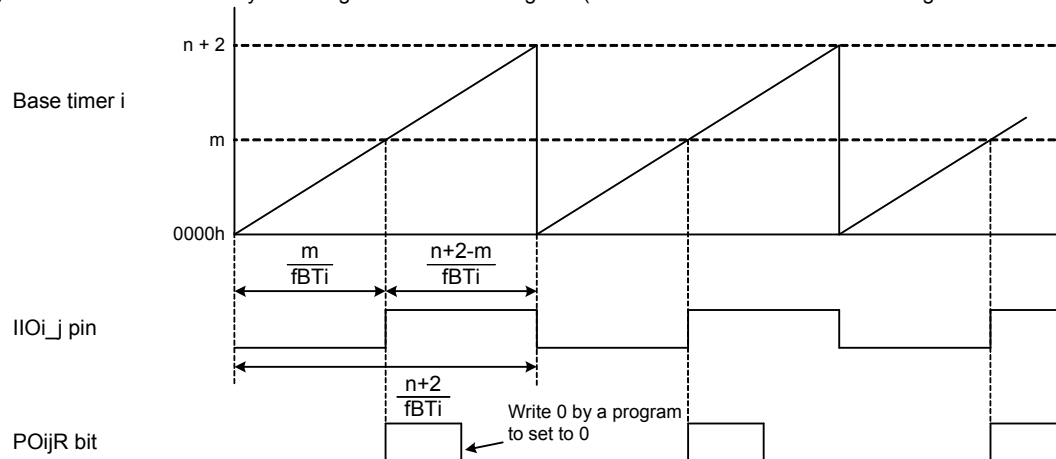 n + 2
Base timer i
m
0000h
m
fBTi
n+2-m
fBTi
IIOi_j pin
n+2
fBTi
Write 0 by a program
to set to 0
POijR bit